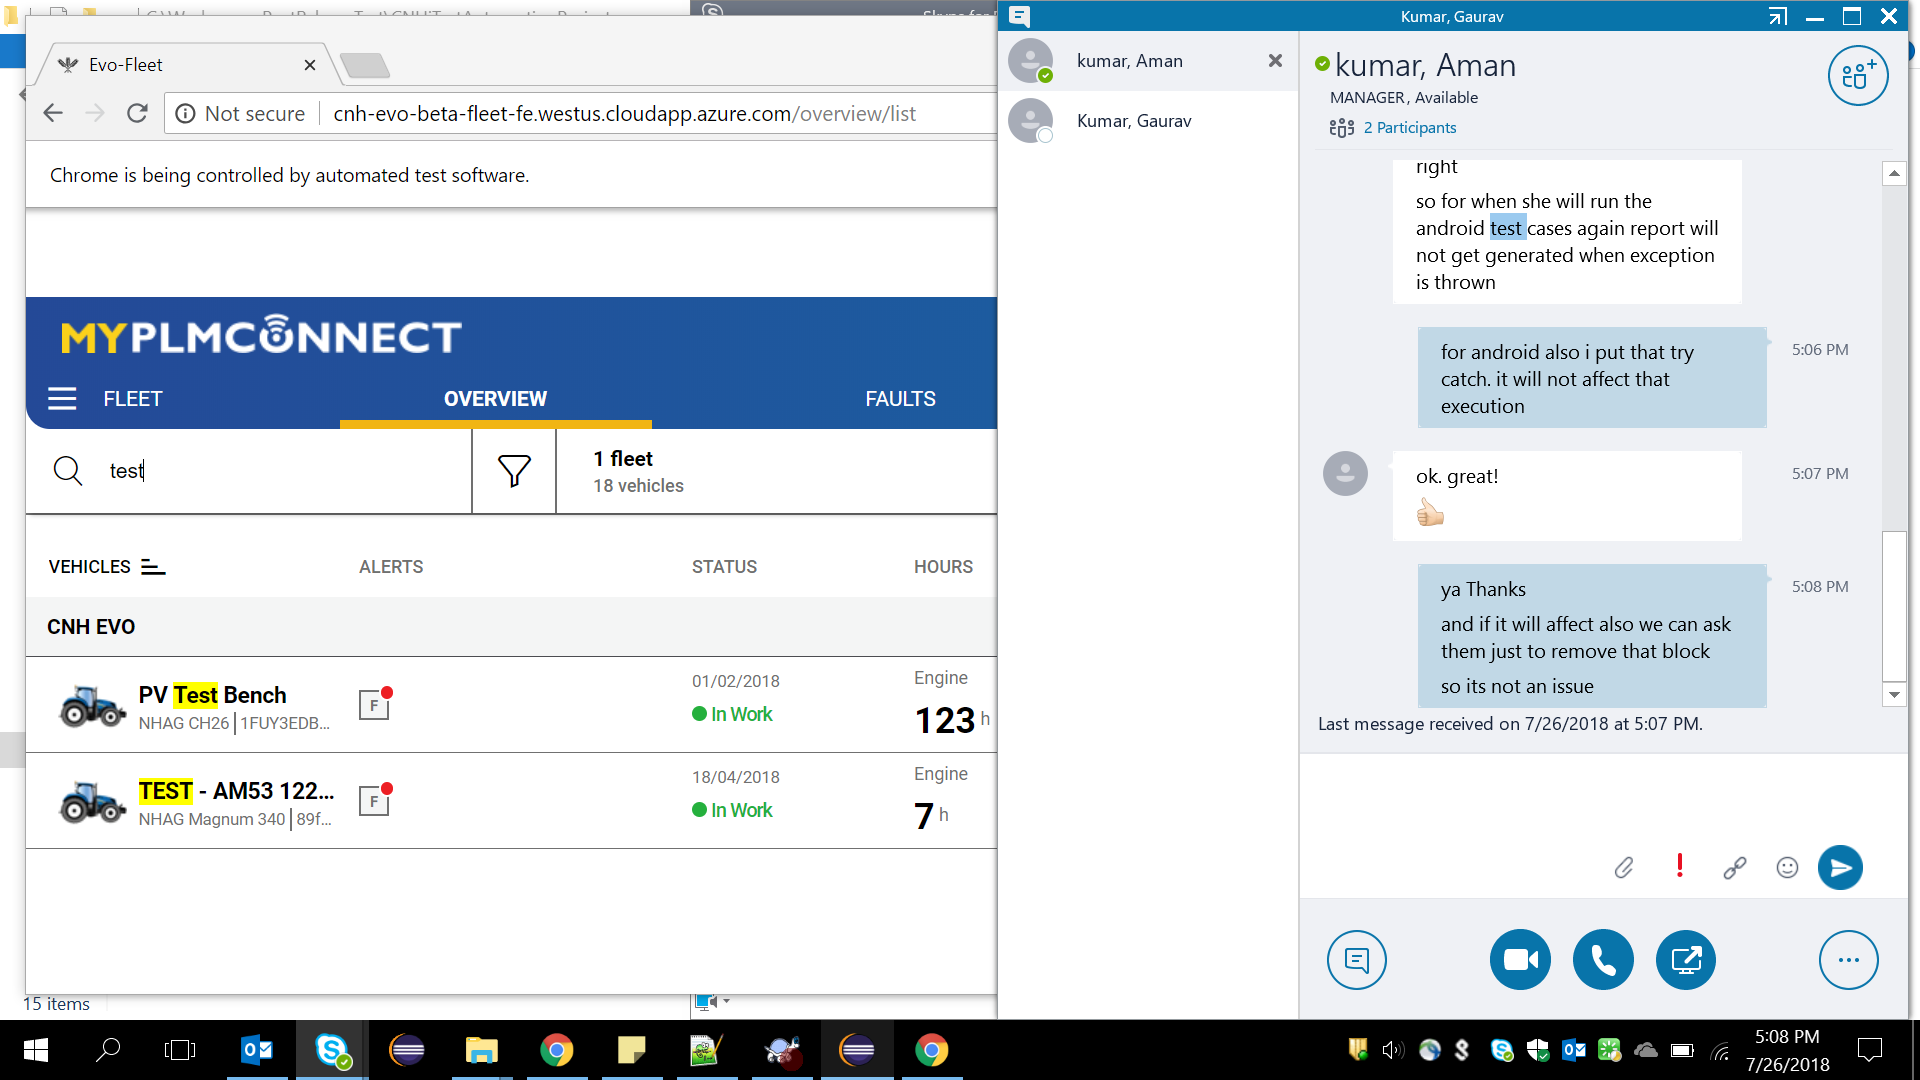 Evo-Fleet
Not secure
cnh-evo-beta-fleet-fe.westus.cloudapp.azure.com/overview/list
Chrome is being controlled by automated test software.
MYPLMCONNECT
FLEET
OVERVIEW
FAULTS
test
1 fleet
18 vehicles
VEHICLES
ALERTS
STATUS
HOURS
CNH EVO
PV Test Bench
NHAG CH26 | 1FUY3EDB...
F
01/02/2018
In Work
Engine
123 h
TEST - AM53 122...
NHAG Magnum 340 | 89f...
F
18/04/2018
In Work
Engine
7 h
15 items
Kumar, Gaurav
kumar, Aman
Kumar, Gaurav
kumar, Aman
MANAGER, Available
2 Participants
right
so for when she will run the
android test cases again report will
not get generated when exception
is thrown
for android also i put that try
catch. it will not affect that
execution
5:06 PM
ok. great!
5:07 PM
ya Thanks
and if it will affect also we can ask
them just to remove that block
so its not an issue
5:08 PM
Last message received on 7/26/2018 at 5:07 PM.
5:08 PM
7/26/2018